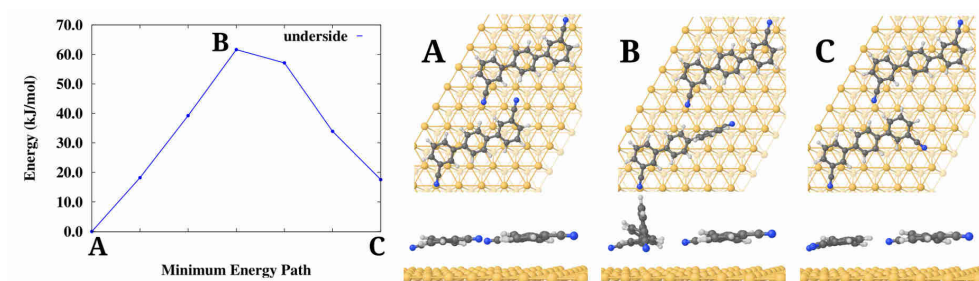 70.0
60.0
50.0
40.0
30.0
20.0
10.0
0.0
Energy (kJ/mol)
underside
B
A
C
Minimum Energy Path
A
B
C